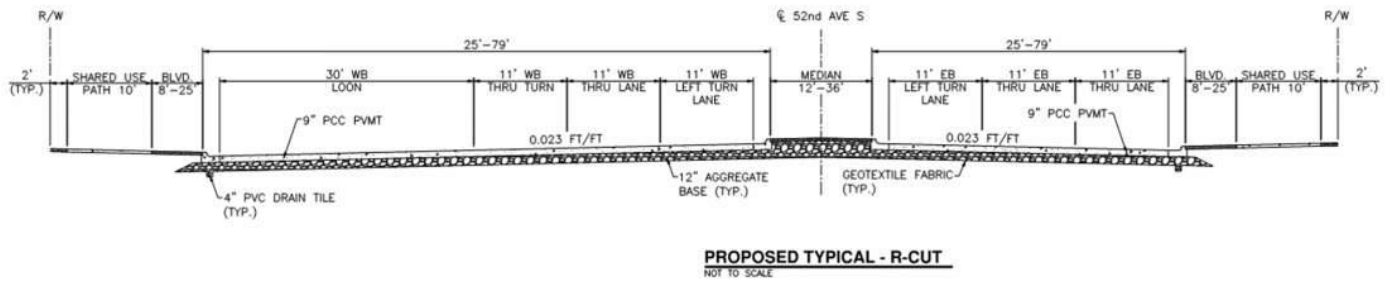 R/W
℄ 52nd AVE S
R/W
25'-79'
25'-79'
2'
(TYP.)
SHARED USE
PATH 10'
BLVD.
8'-25'
30' WB
LOON
11' WB
THRU TURN
11' WB
THRU LANE
11' WB
LEFT TURN
LANE
MEDIAN
12'-36'
11' EB
LEFT TURN
LANE
11' EB
THRU LANE
11' EB
THRU LANE
BLVD.
8'-25'
SHARED USE
PATH 10'
2'
(TYP.)
9" PCC PVMT
0.023 FT/FT
0.023 FT/FT
9" PCC PVMT
4" PVC DRAIN TILE
(TYP.)
12" AGGREGATE
BASE (TYP.)
GEOTEXTILE FABRIC
(TYP.)
PROPOSED TYPICAL - R-CUT
NOT TO SCALE